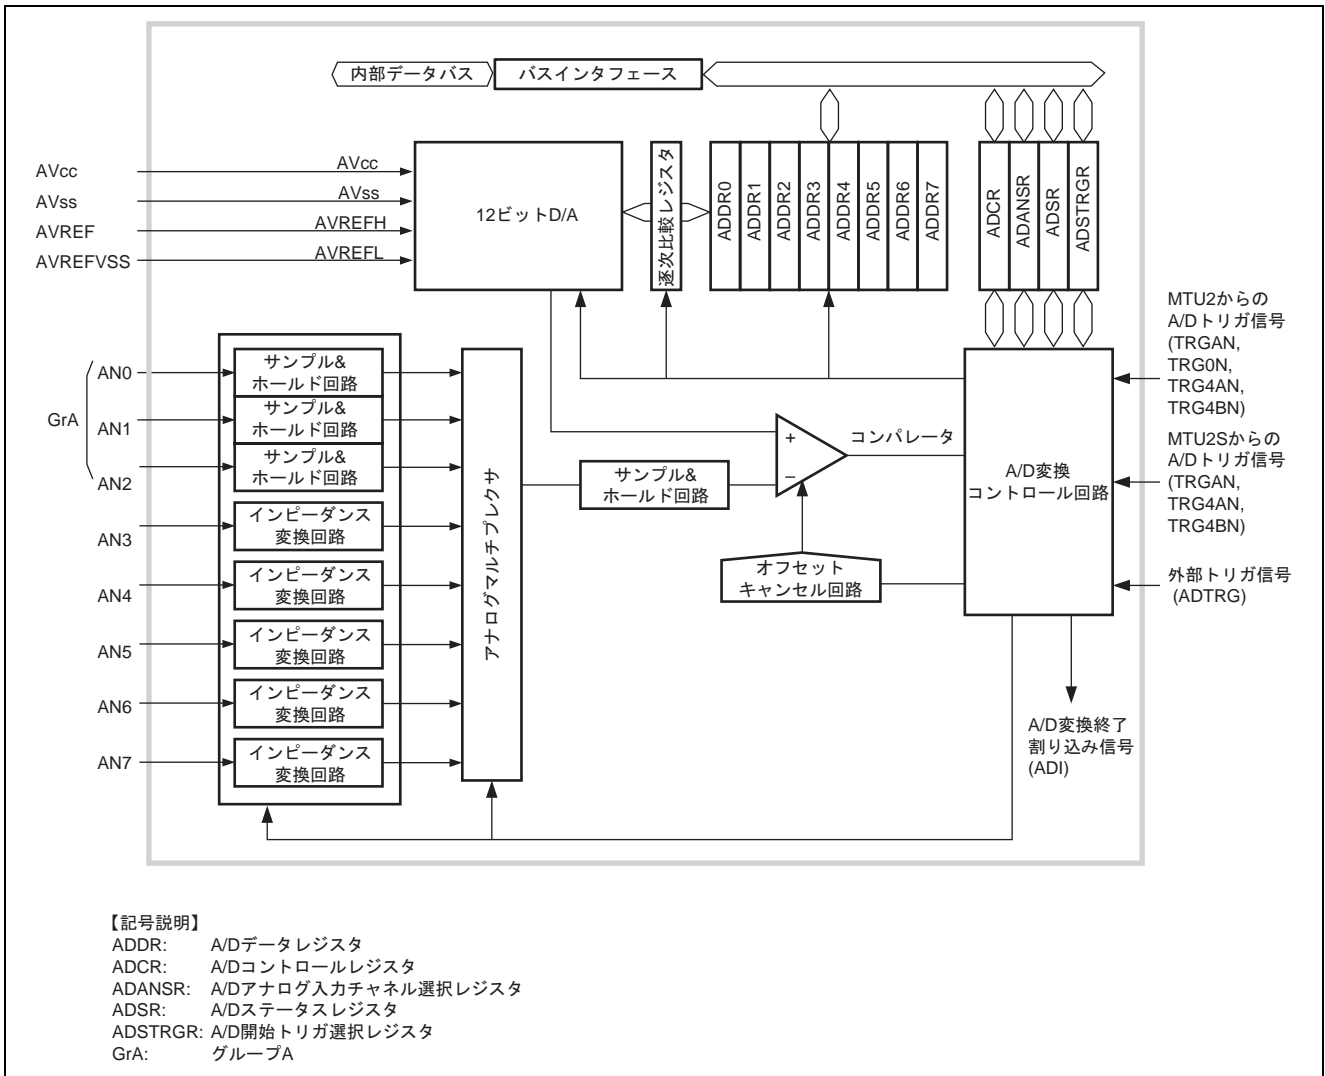 内部データバス
バスインタフェース
AVcc
AVss
AVREF
AVREFVSS
AVcc
AVss
AVREFH
AVREFL
12ビットD/A
逐次比較レジスタ
ADDR0
ADDR1
ADDR2
ADDR3
ADDR4
ADDR5
ADDR6
ADDR7
ADCR
ADANSR
ADSR
ADSTRGR
MTU2からの
A/Dトリガ信号
(TRGAN,
TRG0N,
TRG4AN,
TRG4BN)
MTU2Sからの
A/Dトリガ信号
(TRGAN,
TRG4AN,
TRG4BN)
外部トリガ信号
(ADTRG)
GrA
AN0
AN1
AN2
AN3
AN4
AN5
AN6
AN7
サンプル&
ホールド回路
サンプル&
ホールド回路
サンプル&
ホールド回路
インピーダンス
変換回路
インピーダンス
変換回路
インピーダンス
変換回路
インピーダンス
変換回路
インピーダンス
変換回路
アナログマルチプレクサ
サンプル&
ホールド回路
+
−
コンパレータ
オフセット
キャンセル回路
A/D変換
コントロール回路
A/D変換終了
割り込み信号
(ADI)
【記号説明】
ADDR: A/Dデータレジスタ
ADCR: A/Dコントロールレジスタ
ADANSR: A/Dアナログ入力チャネル選択レジスタ
ADSR: A/Dステータスレジスタ
ADSTRGR: A/D開始トリガ選択レジスタ
GrA: グループA